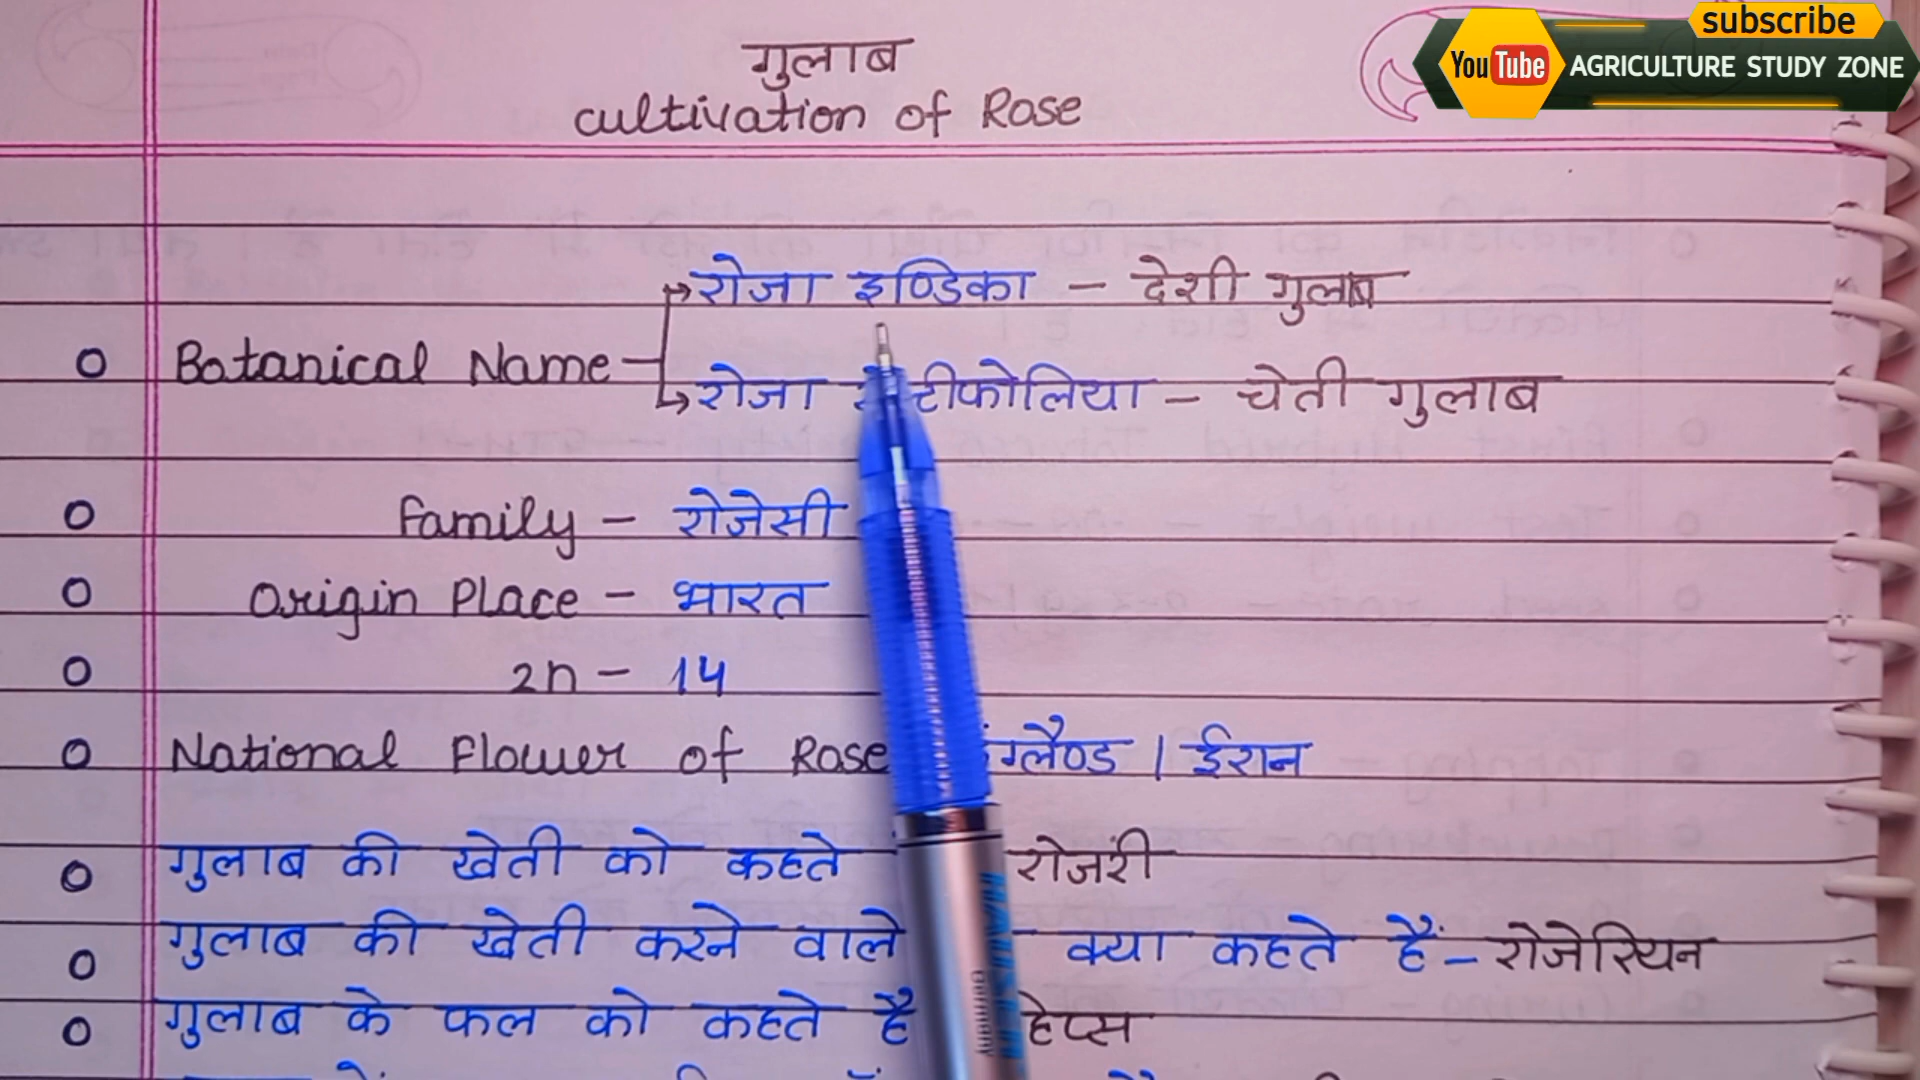 गुलाब
cultivation of Rose
subscribe
YouTube AGRICULTURE STUDY ZONE
→ रोजा इण्डिका – देशी गुलाब
o Botanical Name
→ रोजा टीफोलिया – चेती गुलाब
o Family – रोजेसी
o Origin Place – भारत
o 2n – 14
o National Flower of Rose ंग्लैण्ड / ईरान
o गुलाब की खेती को कहते रोजरी
o गुलाब की खेती करने वाले क्या कहते हैं – रोजेरियन
o गुलाब के फल को कहते है हेप्स